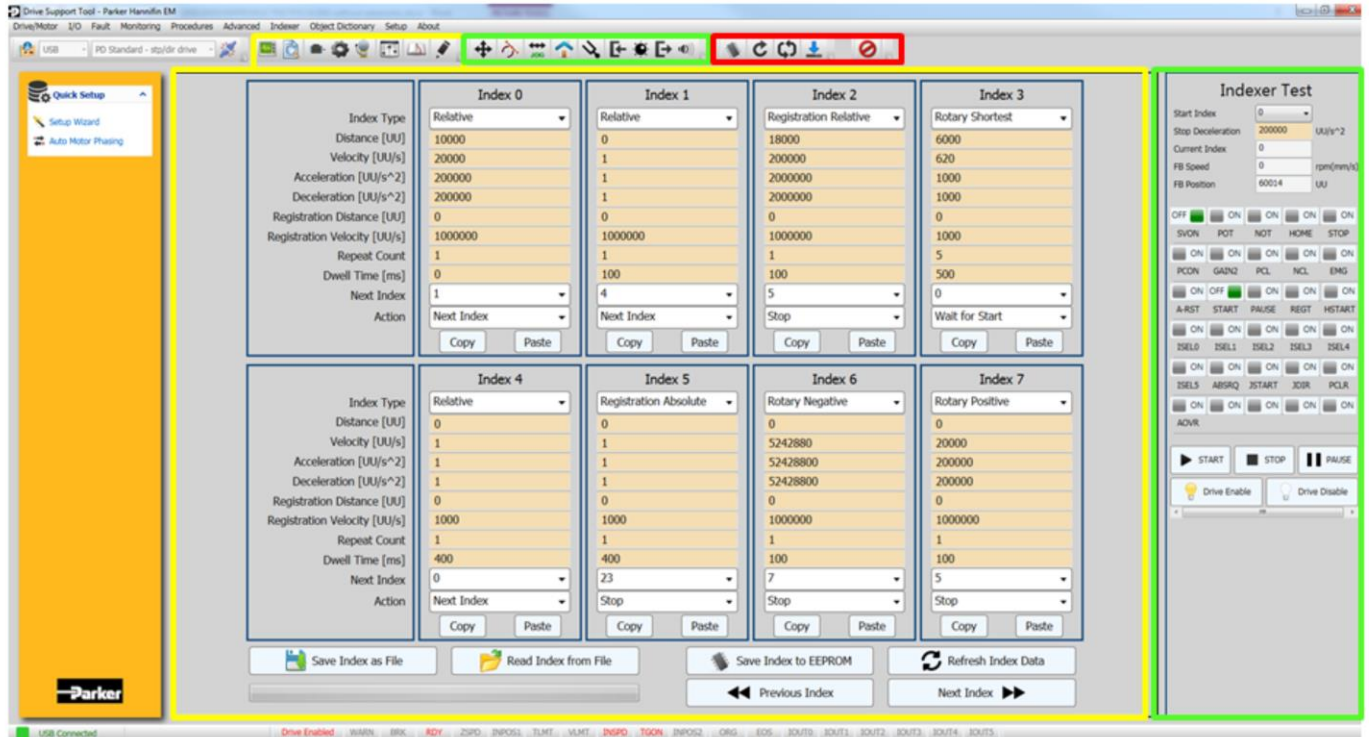 Drive Support Tool - Parker Hannifin EM
Drive/Motor I/O Fault Monitoring Procedures Advanced Indexer Object Dictionary Setup About
USB PD Standard - stp/dr drive JOG
Quick Setup
Setup Wizard
Auto Motor Phasing
Parker
Index 0 Index 1 Index 2 Index 3
Index Type Relative Relative Registration Relative Rotary Shortest
Distance [UU] 10000 0 18000 6000
Velocity [UU/s] 20000 1 200000 620
Acceleration [UU/s^2] 200000 1 2000000 1000
Deceleration [UU/s^2] 200000 1 2000000 1000
Registration Distance [UU] 0 0 0 0
Registration Velocity [UU/s] 1000000 1000000 1000000 1000
Repeat Count 1 1 1 5
Dwell Time [ms] 0 100 100 500
Next Index 1 4 5 0
Action Next Index Next Index Stop Wait for Start
Copy Paste Copy Paste Copy Paste Copy Paste
Index 4 Index 5 Index 6 Index 7
Index Type Relative Registration Absolute Rotary Negative Rotary Positive
Distance [UU] 0 0 0 0
Velocity [UU/s] 1 1 5242880 20000
Acceleration [UU/s^2] 1 1 52428800 200000
Deceleration [UU/s^2] 1 1 52428800 200000
Registration Distance [UU] 0 0 0 0
Registration Velocity [UU/s] 1000 1000 1000000 1000000
Repeat Count 1 1 1 1
Dwell Time [ms] 400 400 100 100
Next Index 0 23 7 5
Action Next Index Stop Stop Stop
Copy Paste Copy Paste Copy Paste Copy Paste
Save Index as File Read Index from File Save Index to EEPROM Refresh Index Data
Previous Index Next Index
Indexer Test
Start Index 0
Stop Deceleration 200000 UU/s^2
Current Index 0
FB Speed 0 rpm(mm/s)
FB Position 60014 UU
OFF ON ON ON ON
SVON POT NOT HOME STOP
ON ON ON ON ON
PCON GAIN2 PCL NCL EMG
ON OFF ON ON ON
A-RST START PAUSE REGT HSTART
ON ON ON ON ON
ISEL0 ISEL1 ISEL2 ISEL3 ISEL4
ON ON ON ON ON
ISEL5 ABSRQ JSTART JDIR PCLR
ON ON ON ON ON
AOVR
START STOP PAUSE
Drive Enable Drive Disable
USB Connected Drive Enabled WARN BRK RDY ZSPD INPOS1 TLMT VLMT INSPD TGON INPOS2 ORG EOS IOUT0 IOUT1 IOUT2 IOUT3 IOUT4 IOUT5